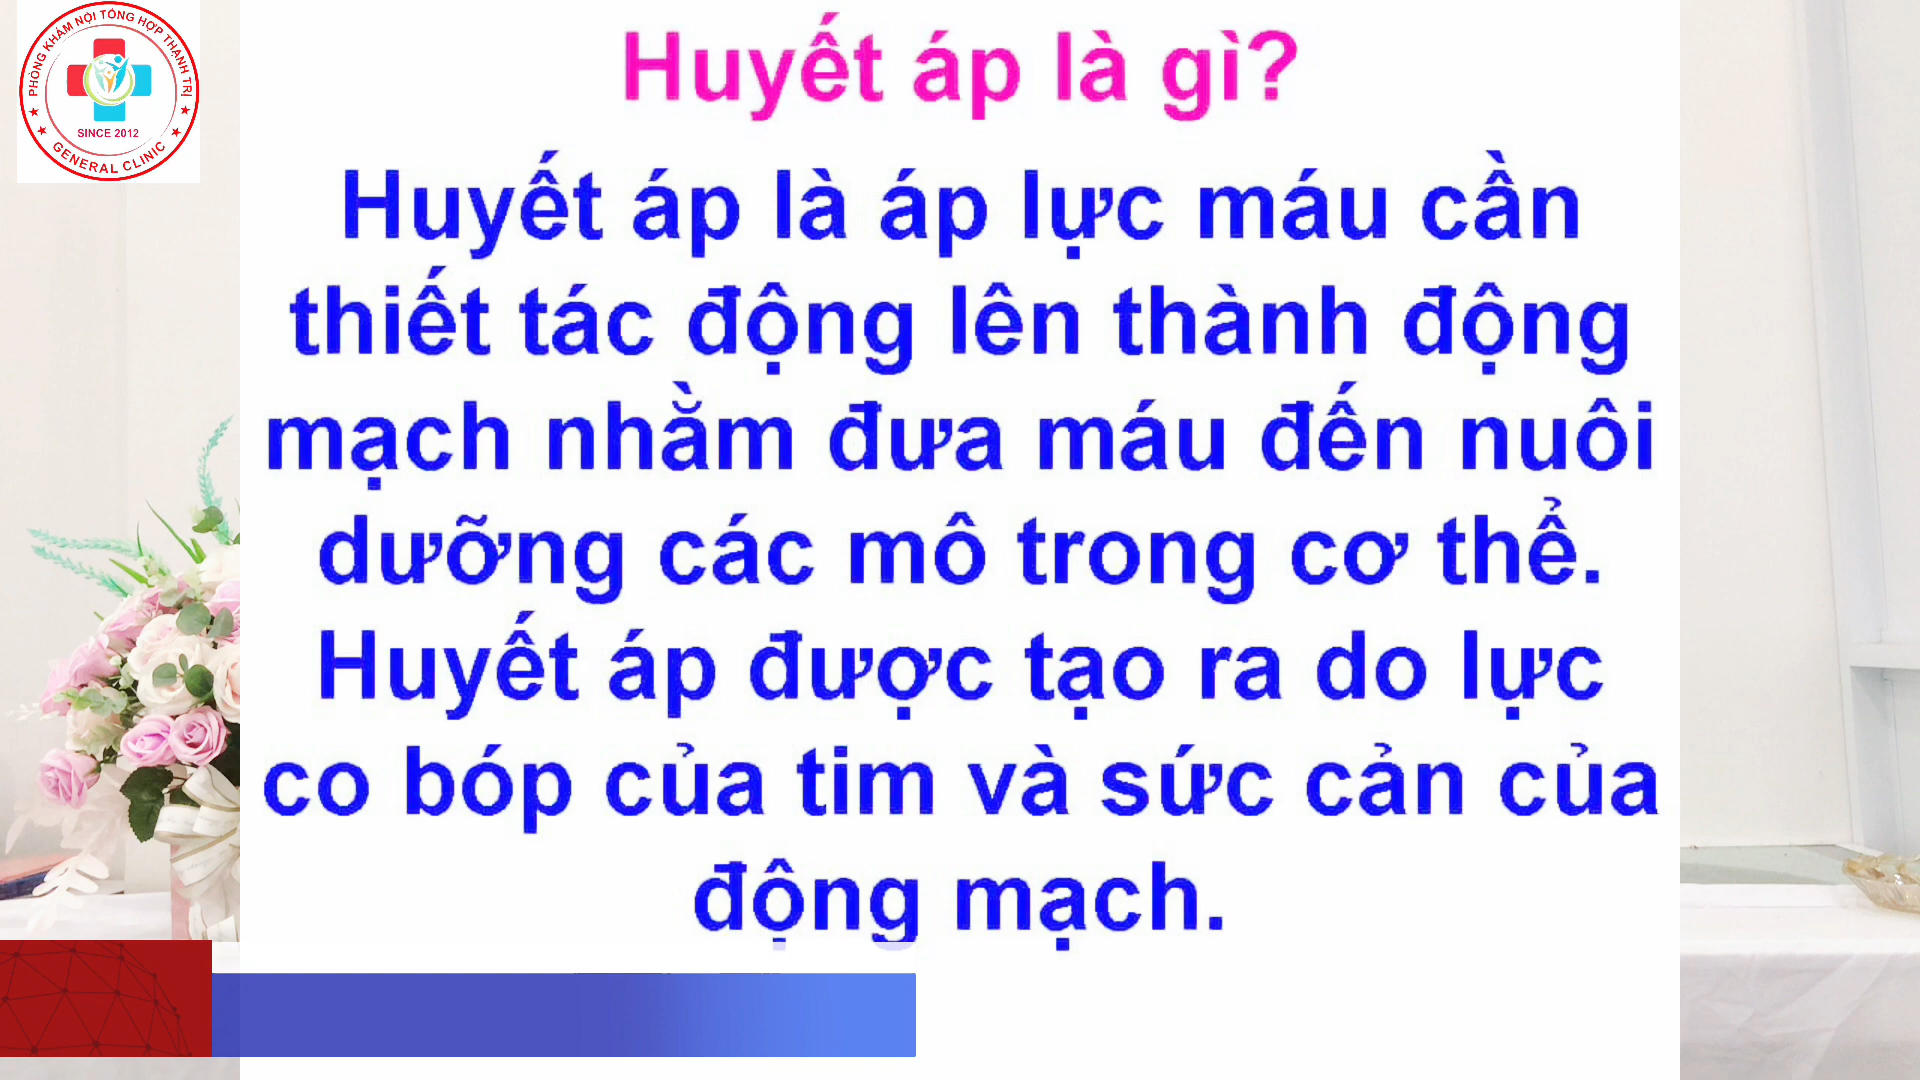 PHÒNG KHÁM NỘI TỔNG HỢP THẠNH TRỊ
SINCE 2012
GENERAL CLINIC
Huyết áp là gì?
Huyết áp là áp lực máu cần
thiết tác động lên thành động
mạch nhằm đưa máu đến nuôi
dưỡng các mô trong cơ thể.
Huyết áp được tạo ra do lực
co bóp của tim và sức cản của
động mạch.